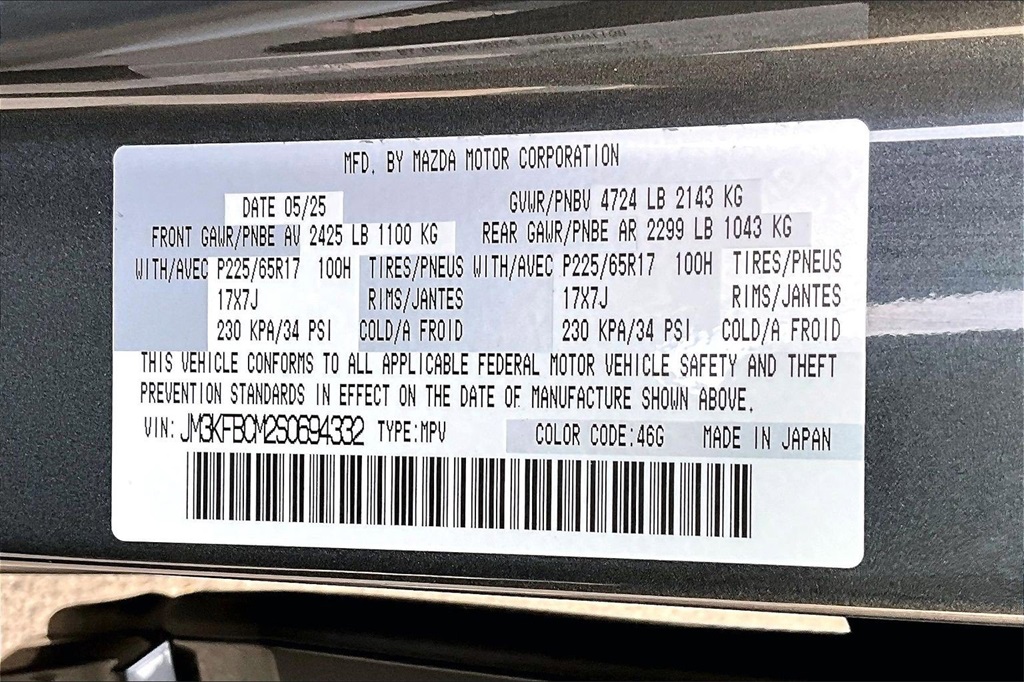 MFD. BY MAZDA MOTOR CORPORATION
DATE 05/25 GVWR/PNBV 4724 LB 2143 KG
FRONT GAWR/PNBE AV 2425 LB 1100 KG REAR GAWR/PNBE AR 2299 LB 1043 KG
WITH/AVEC P225/65R17 100H TIRES/PNEUS WITH/AVEC P225/65R17 100H TIRES/PNEUS
17X7J RIMS/JANTES 17X7J RIMS/JANTES
230 KPA/34 PSI COLD/A FROID 230 KPA/34 PSI COLD/A FROID
THIS VEHICLE CONFORMS TO ALL APPLICABLE FEDERAL MOTOR VEHICLE SAFETY AND THEFT
PREVENTION STANDARDS IN EFFECT ON THE DATE OF MANUFACTURE SHOWN ABOVE.
VIN: JM3KFBCM2S0694332 TYPE:MPV COLOR CODE:46G MADE IN JAPAN